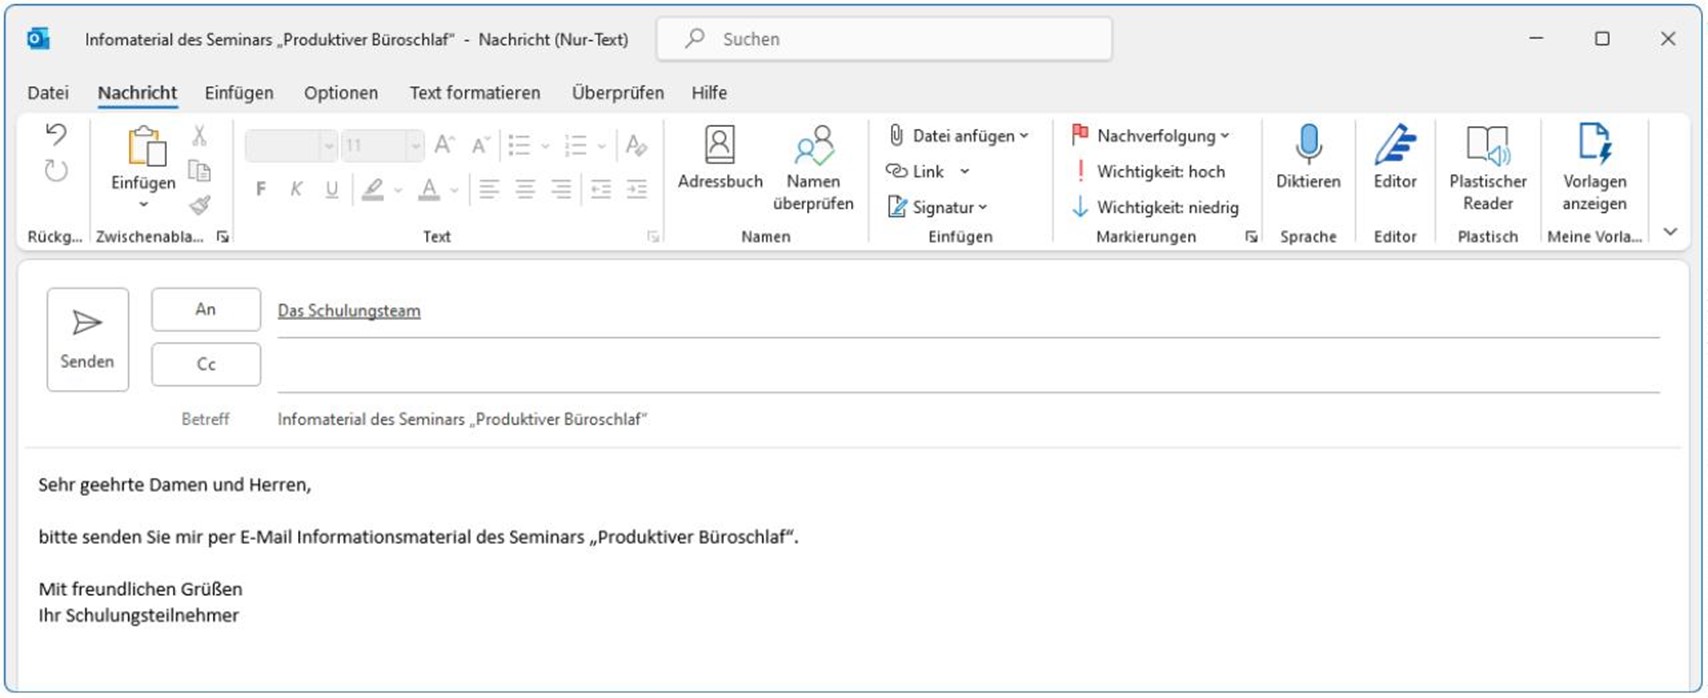 Infomaterial des Seminars „Produktiver Büroschlaf“ - Nachricht (Nur-Text)
Suchen
Datei Nachricht Einfügen Optionen Text formatieren Überprüfen Hilfe
Einfügen
11
F K U
A
Adressbuch
Namen überprüfen
Datei anfügen
Link
Signatur
Nachverfolgung
Wichtigkeit: hoch
Wichtigkeit: niedrig
Diktieren
Editor
Plastischer Reader
Vorlagen anzeigen
Rückg... Zwischenabla... Text Namen Einfügen Markierungen Sprache Editor Plastisch Meine Vorla...
Senden
An Das Schulungsteam
Cc
Betreff Infomaterial des Seminars „Produktiver Büroschlaf“
Sehr geehrte Damen und Herren,
bitte senden Sie mir per E-Mail Informationsmaterial des Seminars „Produktiver Büroschlaf“.
Mit freundlichen Grüßen
Ihr Schulungsteilnehmer